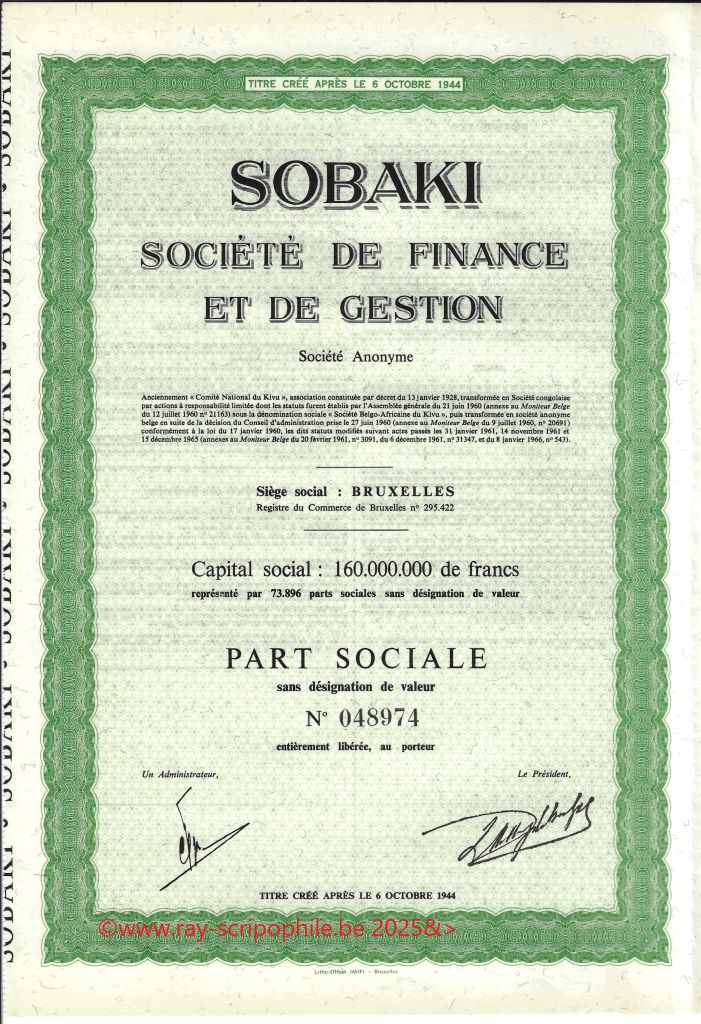 TITRE CRÉÉ APRÈS LE 6 OCTOBRE 1944
SOBAKI
SOCIÉTÉ DE FINANCE
ET DE GESTION
Société Anonyme
Anciennement « Comité National du Kivu », association constituée par décret du 13 janvier 1928, transformée en Société congolaise
par actions à responsabilité limitée dont les statuts furent établis par l'Assemblée générale du 21 juin 1960 (annexe au Moniteur Belge
du 12 juillet 1960 nº 21163) sous la dénomination sociale « Société Belgo-Africaine du Kivu », puis transformée en société anonyme
belge en suite de la décision du Conseil d'administration prise le 27 juin 1960 (annexe au Moniteur Belge du 9 juillet 1960, nº 20691)
conformément à la loi du 17 janvier 1960, les dits statuts modifiés suivant actes passés les 31 janvier 1961, 14 novembre 1961 et
15 décembre 1965 (annexes au Moniteur Belge du 20 février 1961, nº 3091, du 6 décembre 1961, nº 31347, et du 8 janvier 1966, nº 543).
Siège social : BRUXELLES
Registre du Commerce de Bruxelles nº 295.422
Capital social : 160.000.000 de francs
représenté par 73.896 parts sociales sans désignation de valeur
PART SOCIALE
sans désignation de valeur
Nº 048974
entièrement libérée, au porteur
Un Administrateur,
Le Président,
TITRE CRÉÉ APRÈS LE 6 OCTOBRE 1944
©www.ray-scripophile.be 2025&>
Litho-Offset IMIFI - Bruxelles
SOBAKI • SOBAKI • SOBAKI • SOBAKI • SOBAKI • SOBAKI • SOBAKI